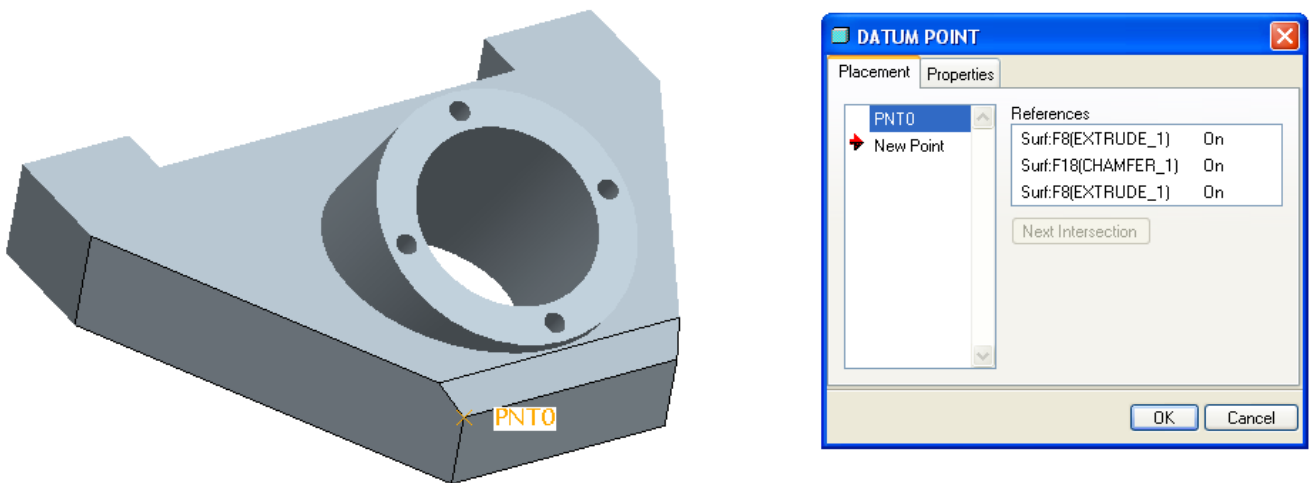 PNT0
DATUM POINT
Placement
Properties
PNT0
New Point
References
Surf:F8(EXTRUDE_1) On
Surf:F18(CHAMFER_1) On
Surf:F8(EXTRUDE_1) On
Next Intersection
OK
Cancel